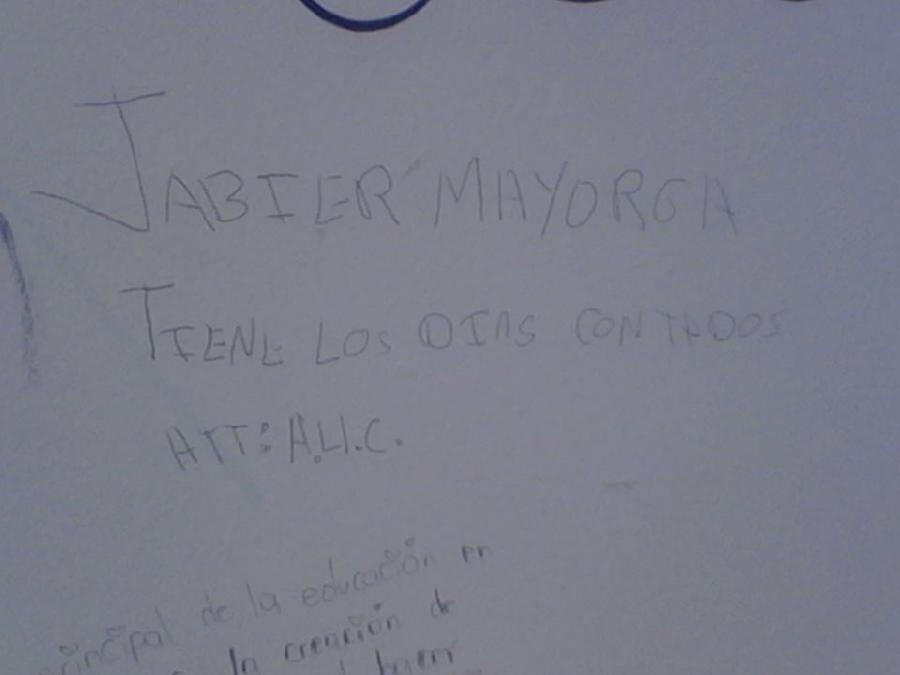 JABIER MAYORGA
TIENE LOS DIAS CONTADOS
ATT: A.U.C.
principal de la educación en
la creación de